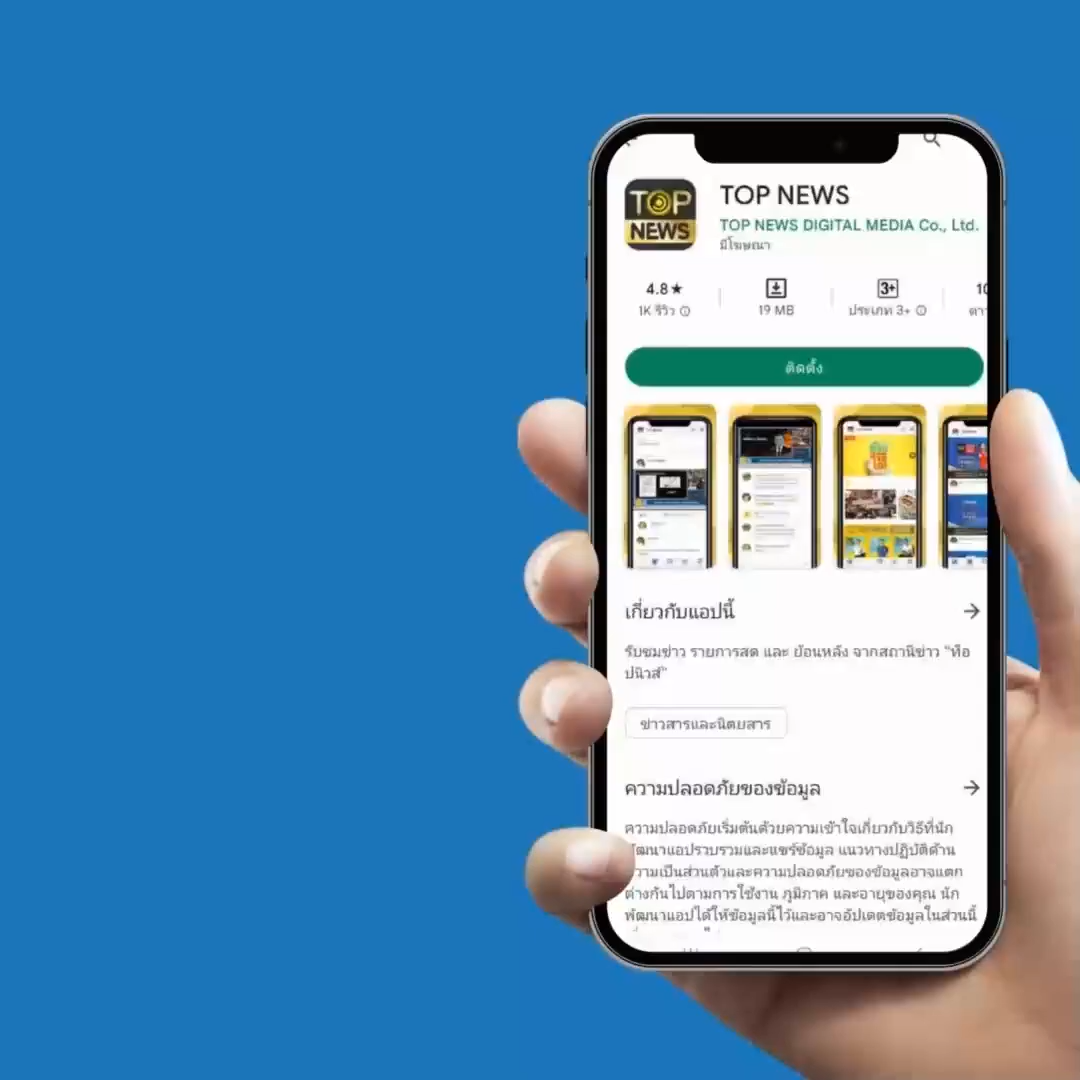 TOP NEWS
TOP
NEWS
TOP NEWS DIGITAL MEDIA Co., Ltd.
มีโฆษณา
4.8★
3+
10
1K รีวิว
19 MB
ประเภท 3+
ติดตั้ง
เกี่ยวกับแอปนี้
รับชมข่าว รายการสด และ ย้อนหลัง จากสถานีข่าว "ท็อ
ปนิวส์"
ข่าวสารและนิตยสาร
ความปลอดภัยของข้อมูล
ความปลอดภัยเริ่มต้นด้วยความเข้าใจเกี่ยวกับวิธีที่นัก
พัฒนาแอปรวบรวมและแชร์ข้อมูล แนวทางปฏิบัติด้าน
ความเป็นส่วนตัวและความปลอดภัยของข้อมูลอาจแตก
ต่างกันไปตามการใช้งาน ภูมิภาค และอายุของคุณ นัก
พัฒนาแอปได้ให้ข้อมูลนี้ไว้และอาจอัปเดตข้อมูลในส่วนนี้